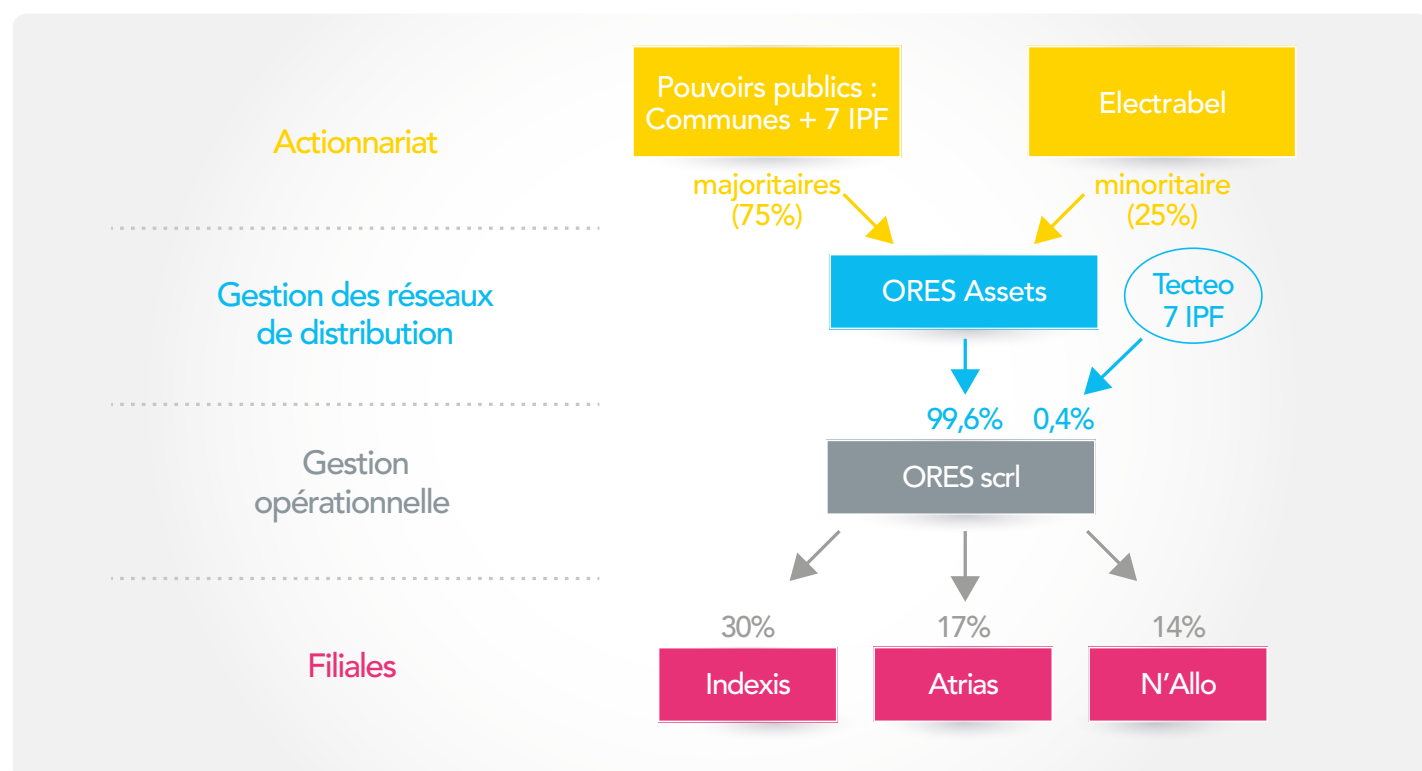 Pouvoirs publics :
Communes + 7 IPF
Electrabel
Actionnariat
majoritaires
(75%)
minoritaire
(25%)
Gestion des réseaux
de distribution
ORES Assets
Tecteo
7 IPF
99,6%
0,4%
Gestion
opérationnelle
ORES scrl
30%
17%
14%
Filiales
Indexis
Atrias
N'Allo